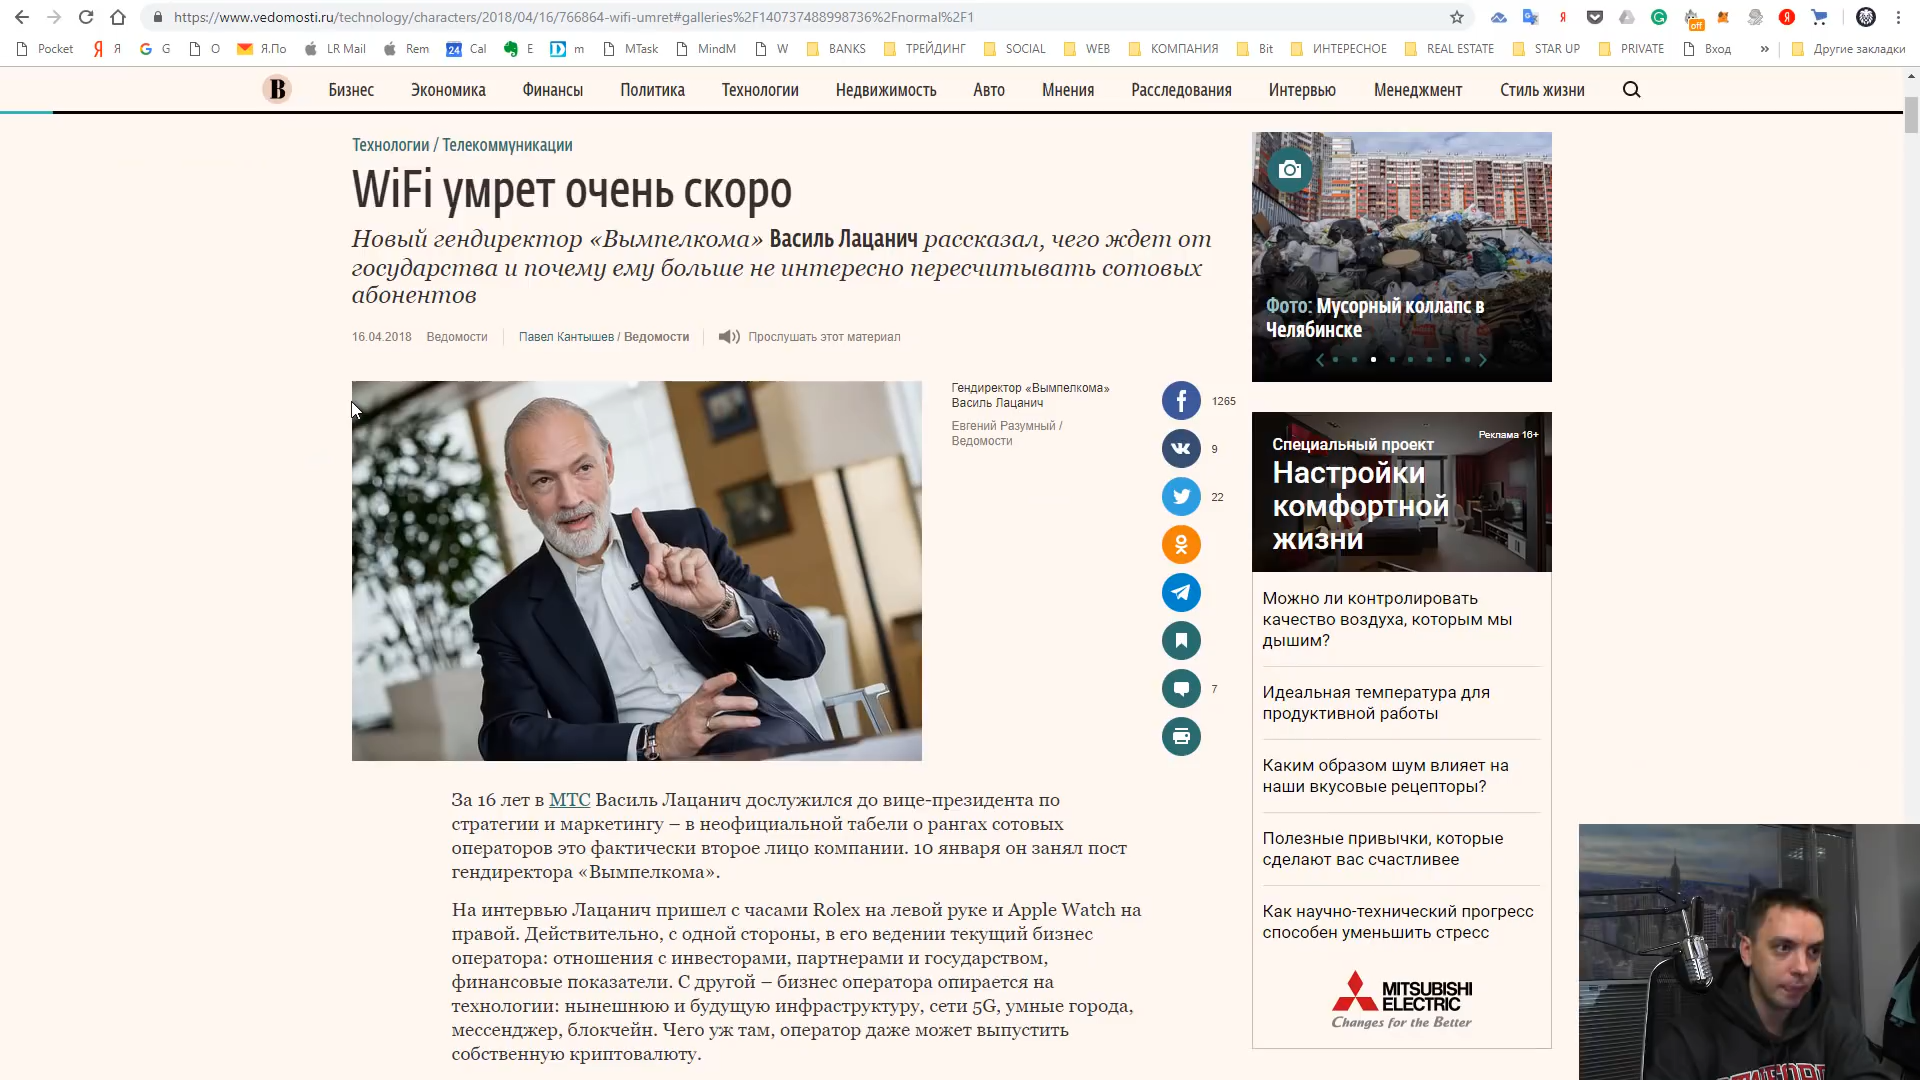 https://www.vedomosti.ru/technology/characters/2018/04/16/766864-wifi-umret#galleries%2F140737488998736%2Fnormal%2F1
Pocket Я G O Я.По LR Mail Rem Cal E m MTask MindM W BANKS ТРЕЙДИНГ SOCIAL WEB КОМПАНИЯ Bit ИНТЕРЕСНОЕ REAL ESTATE STAR UP PRIVATE Вход » Другие закладки
В Бизнес Экономика Финансы Политика Технологии Недвижимость Авто Мнения Расследования Интервью Менеджмент Стиль жизни
Технологии / Телекоммуникации
WiFi умрет очень скоро
Новый гендиректор «Вымпелкома» Василь Лацанич рассказал, чего ждет от
государства и почему ему больше не интересно пересчитывать сотовых
абонентов
16.04.2018 Ведомости Павел Кантышев / Ведомости Прослушать этот материал
Гендиректор «Вымпелкома»
Василь Лацанич
Евгений Разумный /
Ведомости
1265
9
22
7
За 16 лет в МТС Василь Лацанич дослужился до вице-президента по
стратегии и маркетингу – в неофициальной табели о рангах сотовых
операторов это фактически второе лицо компании. 10 января он занял пост
гендиректора «Вымпелкома».
На интервью Лацанич пришел с часами Rolex на левой руке и Apple Watch на
правой. Действительно, с одной стороны, в его ведении текущий бизнес
оператора: отношения с инвесторами, партнерами и государством,
финансовые показатели. С другой – бизнес оператора опирается на
технологии: нынешнюю и будущую инфраструктуру, сети 5G, умные города,
мессенджер, блокчейн. Чего уж там, оператор даже может выпустить
собственную криптовалюту.
Фото: Мусорный коллапс в
Челябинске
Реклама 16+
Специальный проект
Настройки
комфортной
жизни
Можно ли контролировать
качество воздуха, которым мы
дышим?
Идеальная температура для
продуктивной работы
Каким образом шум влияет на
наши вкусовые рецепторы?
Полезные привычки, которые
сделают вас счастливее
Как научно-технический прогресс
способен уменьшить стресс
MITSUBISHI
ELECTRIC
Changes for the Better